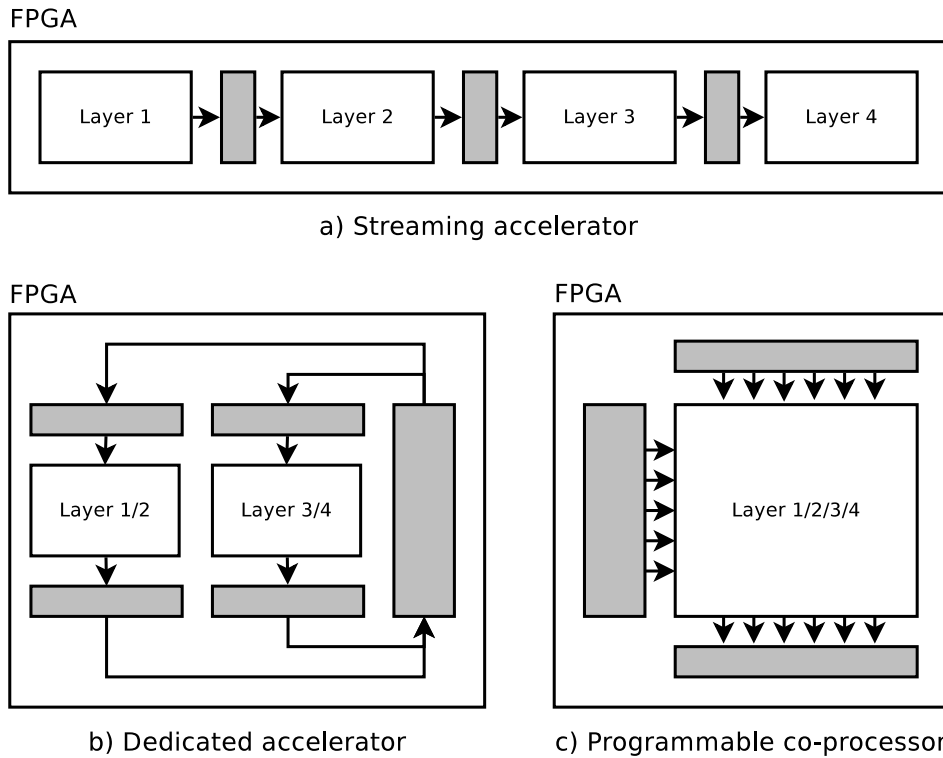 FPGA
Layer 1
Layer 2
Layer 3
Layer 4
a) Streaming accelerator
FPGA
Layer 1/2
Layer 3/4
b) Dedicated accelerator
FPGA
Layer 1/2/3/4
c) Programmable co-processor